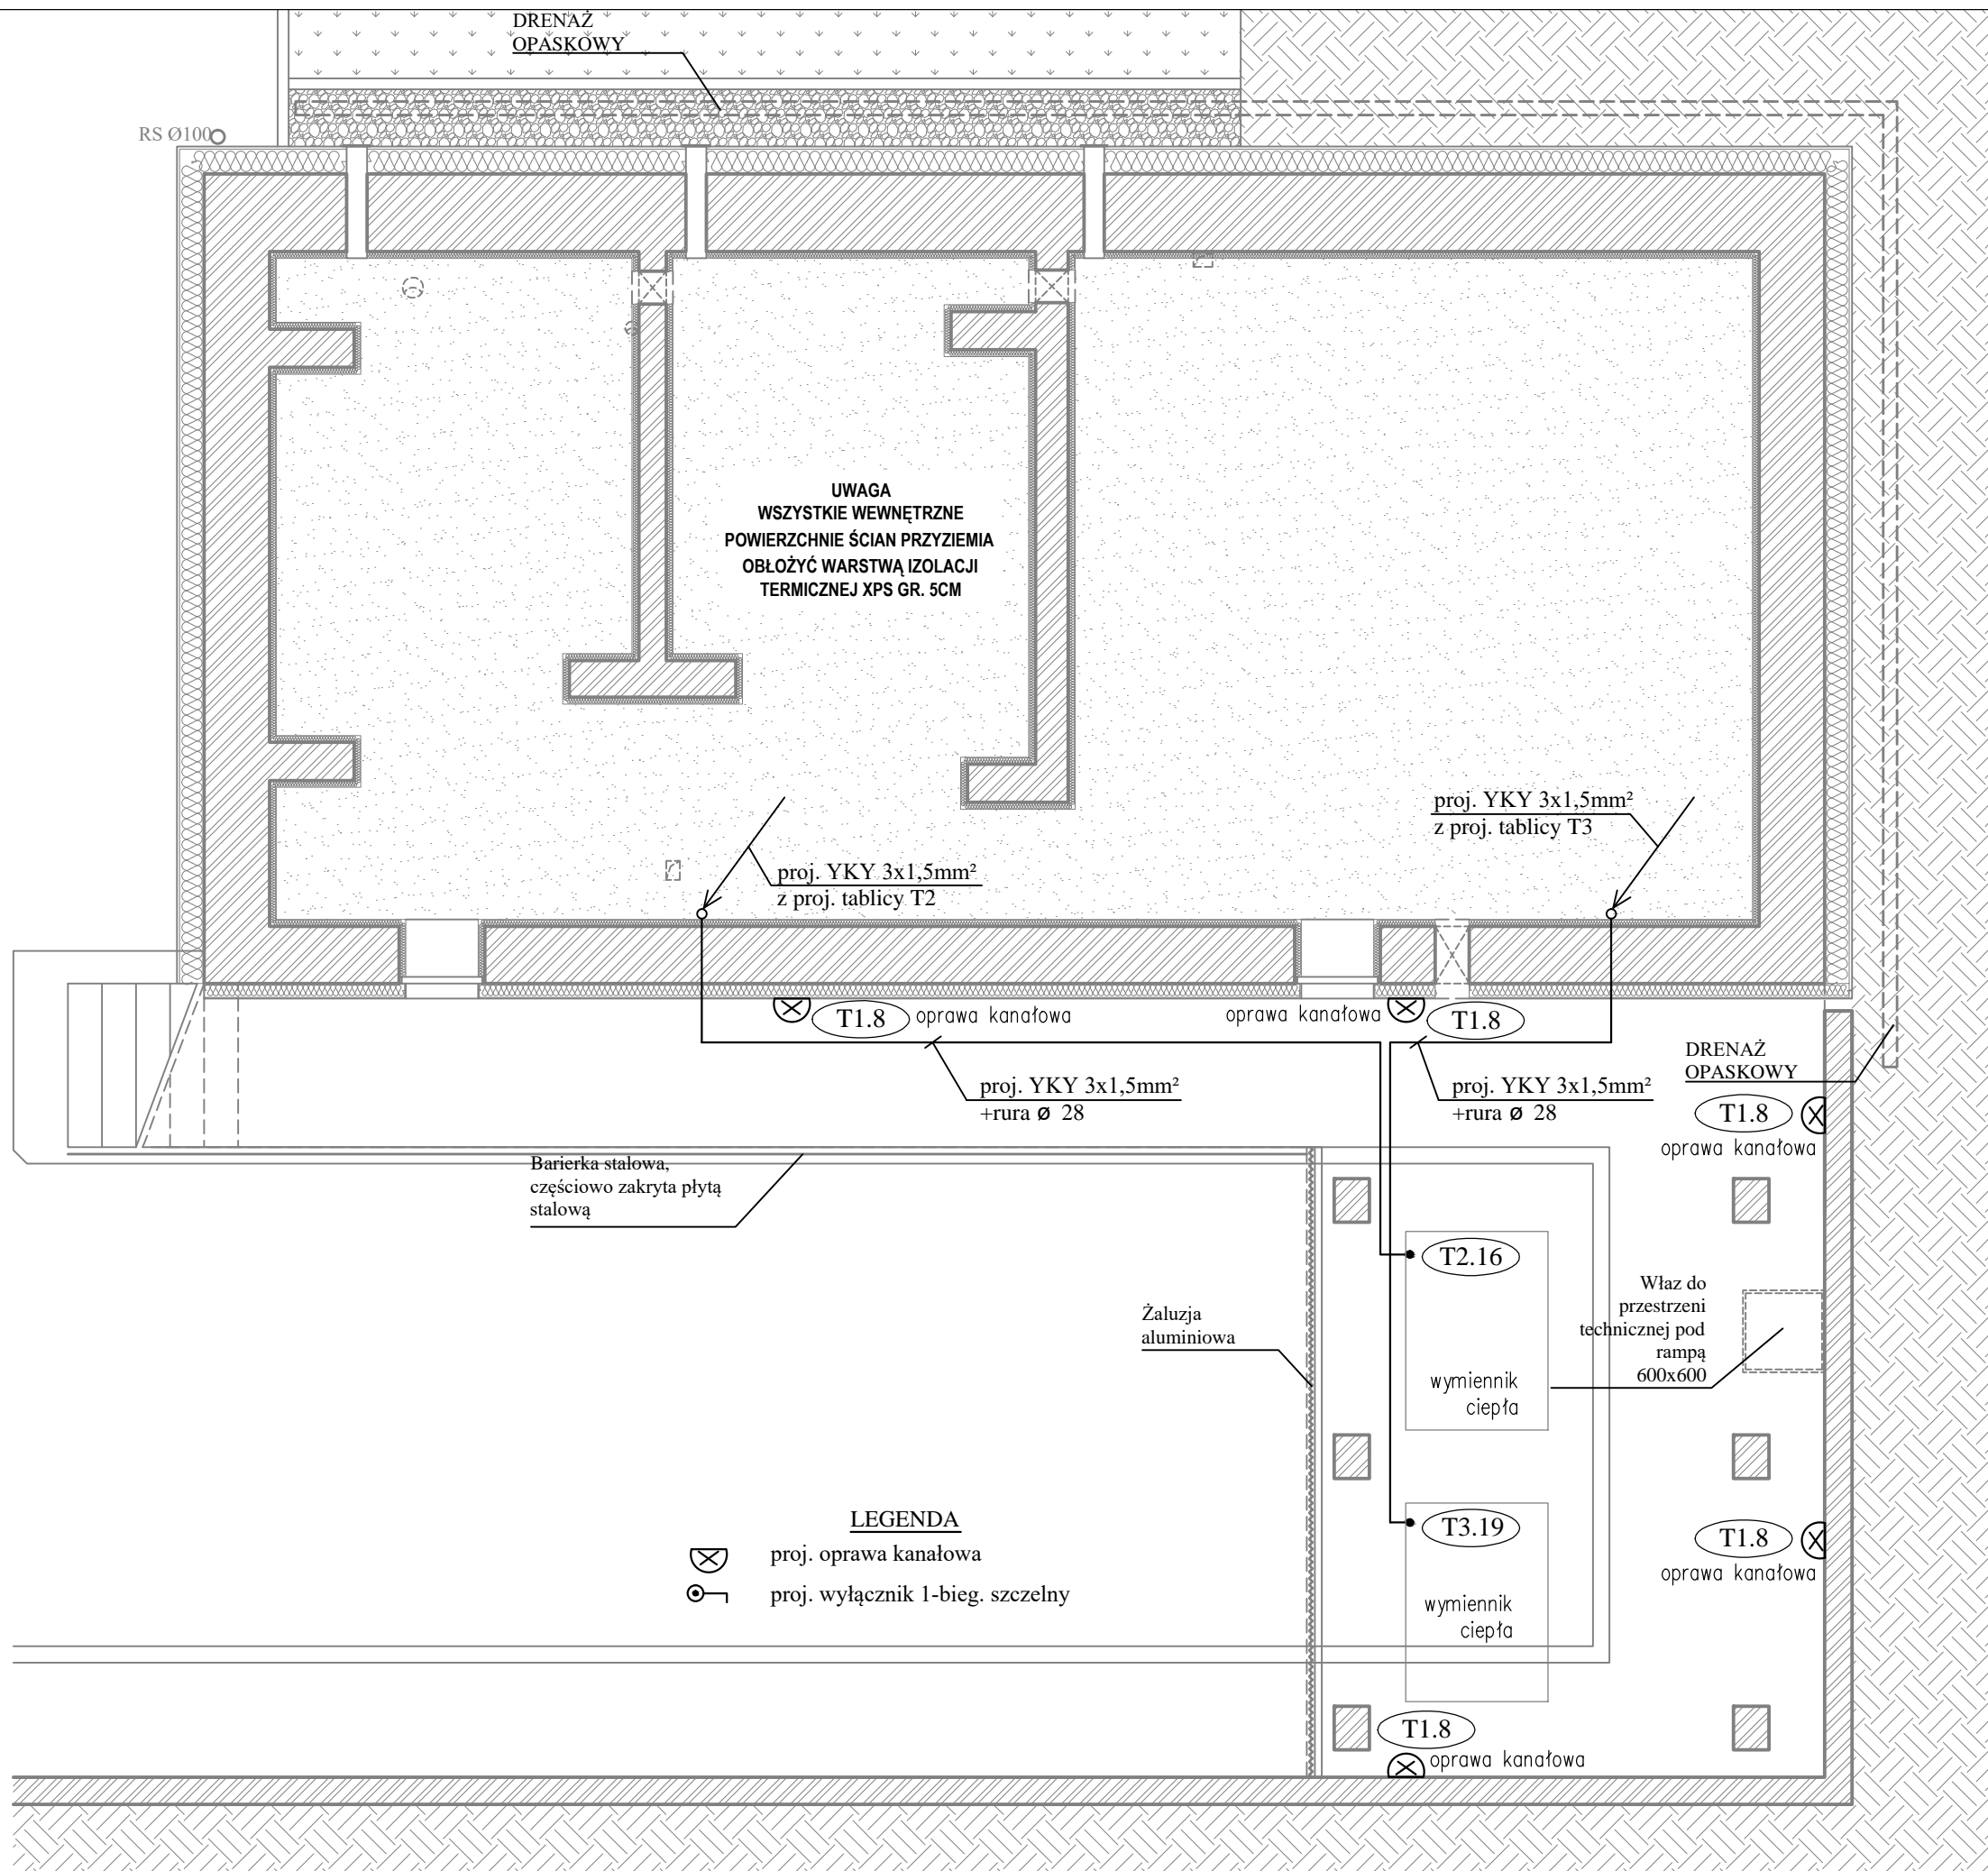 DRENAŻ
OPASKOWY
RS Ø100
UWAGA
WSZYSTKIE WEWNĘTRZNE
POWIERZCHNIE ŚCIAN PRZYZIEMIA
OBŁOŻYĆ WARSTWĄ IZOLACJI
TERMICZNEJ XPS GR. 5CM
proj. YKY 3x1,5mm²
z proj. tablicy T3
proj. YKY 3x1,5mm²
z proj. tablicy T2
T1.8 oprawa kanałowa
oprawa kanałowa T1.8
proj. YKY 3x1,5mm²
+rura ø 28
proj. YKY 3x1,5mm²
+rura ø 28
DRENAŻ
OPASKOWY
T1.8
oprawa kanałowa
Barierka stalowa,
częściowo zakryta płytą
stalową
T2.16
Żaluzja
aluminiowa
Właz do
przestrzeni
technicznej pod
rampą
600x600
wymiennik
ciepła
LEGENDA
proj. oprawa kanałowa
proj. wyłącznik 1-bieg. szczelny
T3.19
wymiennik
ciepła
T1.8
oprawa kanałowa
T1.8
oprawa kanałowa